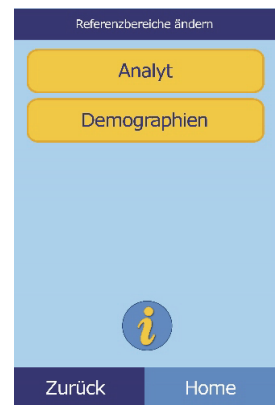 Referenzbereiche ändern
Analyt
Demographien
i
Zurück Home